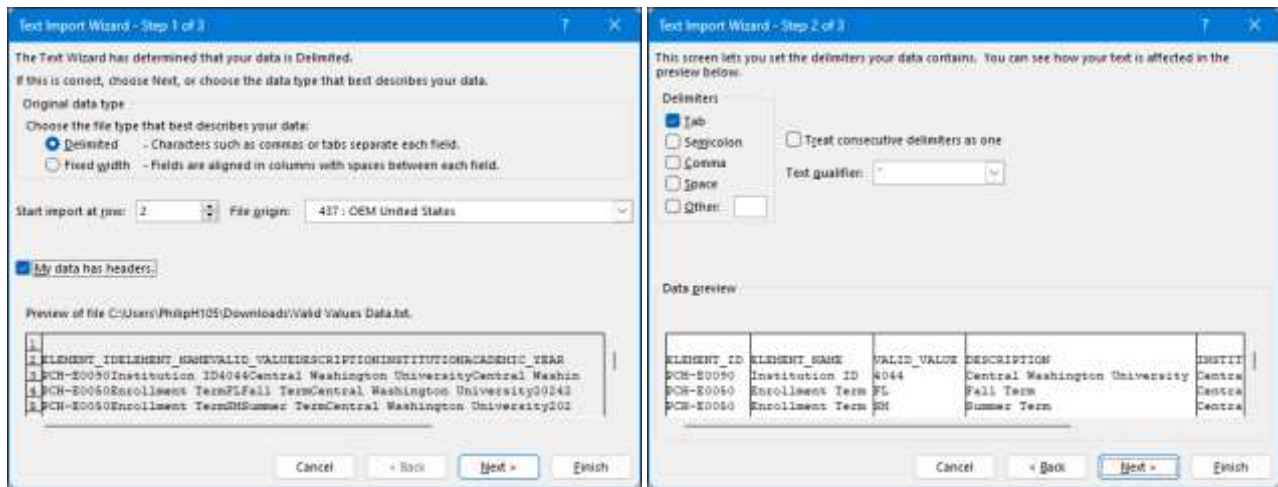 Text Import Wizard - Step 1 of 3
The Text Wizard has determined that your data is Delimited.
If this is correct, choose Next, or choose the data type that best describes your data.
Original data type
Choose the file type that best describes your data:
Delimited - Characters such as commas or tabs separate each field.
Fixed width - Fields are aligned in columns with spaces between each field.
Start import at row: 2 File origin: 437 : OEM United States
My data has headers.
Preview of file C:\Users\PhilipH105\Downloads\Valid Values Data.txt.
1
2 ELEMENT_IDELEMENT_NAMEVALID_VALUEDESCRIPTIONINSTITUTIONACADEMIC_YEAR
3 PCH-E0090Institution ID4044Central Washington UniversityCentral Washin
4 PCH-E0060Enrollment TermFLFall TermCentral Washington University20242
5 PCH-E0060Enrollment TermSMSummer TermCentral Washington University202
Cancel < Back Next > Finish
Text Import Wizard - Step 2 of 3
This screen lets you set the delimiters your data contains. You can see how your text is affected in the
preview below.
Delimiters
Tab
Semicolon
Comma
Space
Other:
Treat consecutive delimiters as one
Text qualifier: "
Data preview
ELEMENT_ID ELEMENT_NAME VALID_VALUE DESCRIPTION INSTIT
PCH-E0090 Institution ID 4044 Central Washington University Centra
PCH-E0060 Enrollment Term FL Fall Term Centra
PCH-E0060 Enrollment Term SM Summer Term Centra
Cancel < Back Next > Finish